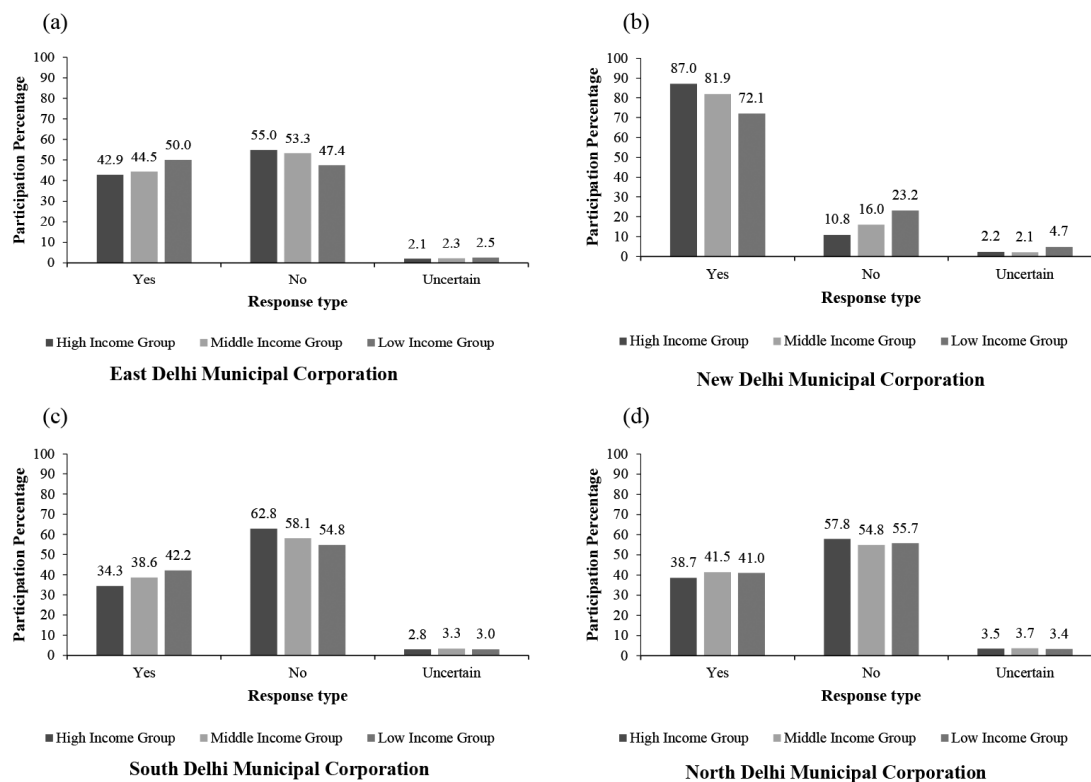 (a)
Participation Percentage
100
90
80
70
60
50
40
30
20
10
0
42.9 44.5 50.0
55.0 53.3 47.4
2.1 2.3 2.5
Yes No Uncertain
Response type
High Income Group Middle Income Group Low Income Group
East Delhi Municipal Corporation
(b)
Participation Percentage
100
90
80
70
60
50
40
30
20
10
0
87.0 81.9 72.1
10.8 16.0 23.2
2.2 2.1 4.7
Yes No Uncertain
Response type
High Income Group Middle Income Group Low Income Group
New Delhi Municipal Corporation
(c)
Participation Percentage
100
90
80
70
60
50
40
30
20
10
0
34.3 38.6 42.2
62.8 58.1 54.8
2.8 3.3 3.0
Yes No Uncertain
Response type
High Income Group Middle Income Group Low Income Group
South Delhi Municipal Corporation
(d)
Participation Percentage
100
90
80
70
60
50
40
30
20
10
0
38.7 41.5 41.0
57.8 54.8 55.7
3.5 3.7 3.4
Yes No Uncertain
Response type
High Income Group Middle Income Group Low Income Group
North Delhi Municipal Corporation